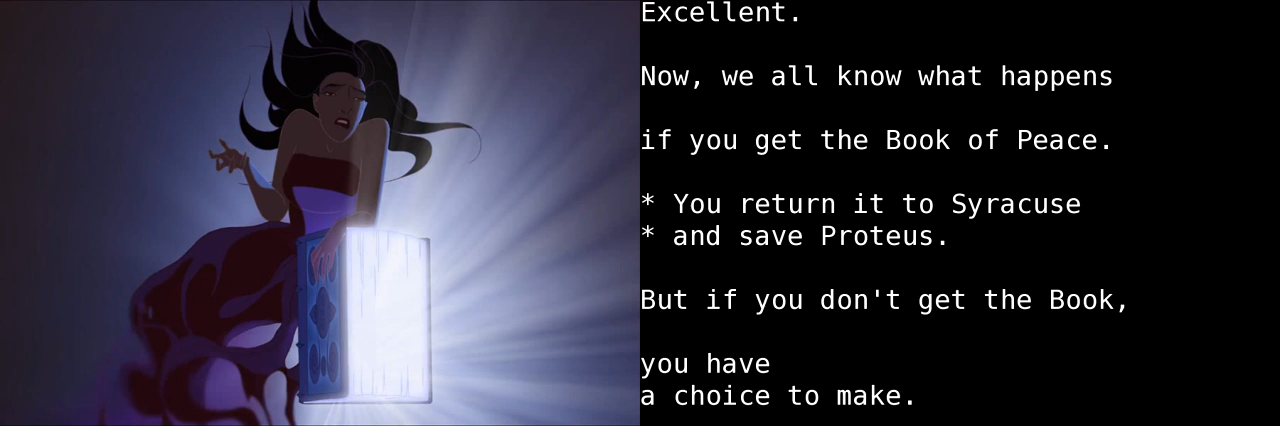 Excellent.
Now, we all know what happens
if you get the Book of Peace.
* You return it to Syracuse
* and save Proteus.
But if you don't get the Book,
you have
a choice to make.